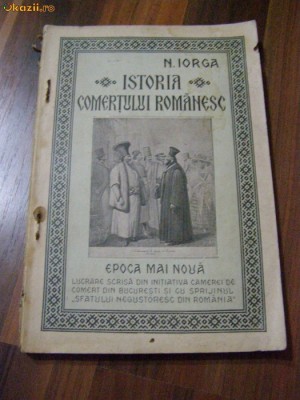 Okazii.ro
N. IORGA
ISTORIA
COMERȚULUI ROMÂNESC
EPOCA MAI NOUĂ
LUCRARE SCRISĂ DIN INIȚIATIVA CAMEREI DE
COMERȚ DIN BUCUREȘTI ȘI CU SPRIJINUL
„SFATULUI NEGUSTORESC DIN ROMÂNIA"